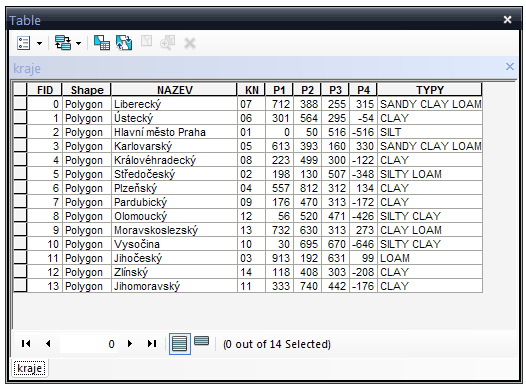 Table
kraje
FID Shape NAZEV KN P1 P2 P3 P4 TYPY
0 Polygon Liberecký 07 712 388 255 315 SANDY CLAY LOAM
1 Polygon Ústecký 06 301 564 295 -54 CLAY
2 Polygon Hlavní město Praha 01 0 50 516 -516 SILT
3 Polygon Karlovarský 05 613 393 160 330 SANDY CLAY LOAM
4 Polygon Královéhradecký 08 223 499 300 -122 CLAY
5 Polygon Středočeský 02 198 130 507 -348 SILTY LOAM
6 Polygon Plzeňský 04 557 812 312 134 CLAY
7 Polygon Pardubický 09 176 470 313 -172 CLAY
8 Polygon Olomoucký 12 56 520 471 -426 SILTY CLAY
9 Polygon Moravskoslezský 13 732 630 313 273 CLAY LOAM
10 Polygon Vysočina 10 30 695 670 -646 SILTY CLAY
11 Polygon Jihočeský 03 913 192 631 99 LOAM
12 Polygon Zlínský 14 118 408 303 -208 CLAY
13 Polygon Jihomoravský 11 333 740 442 -176 CLAY
0 (0 out of 14 Selected)
kraje